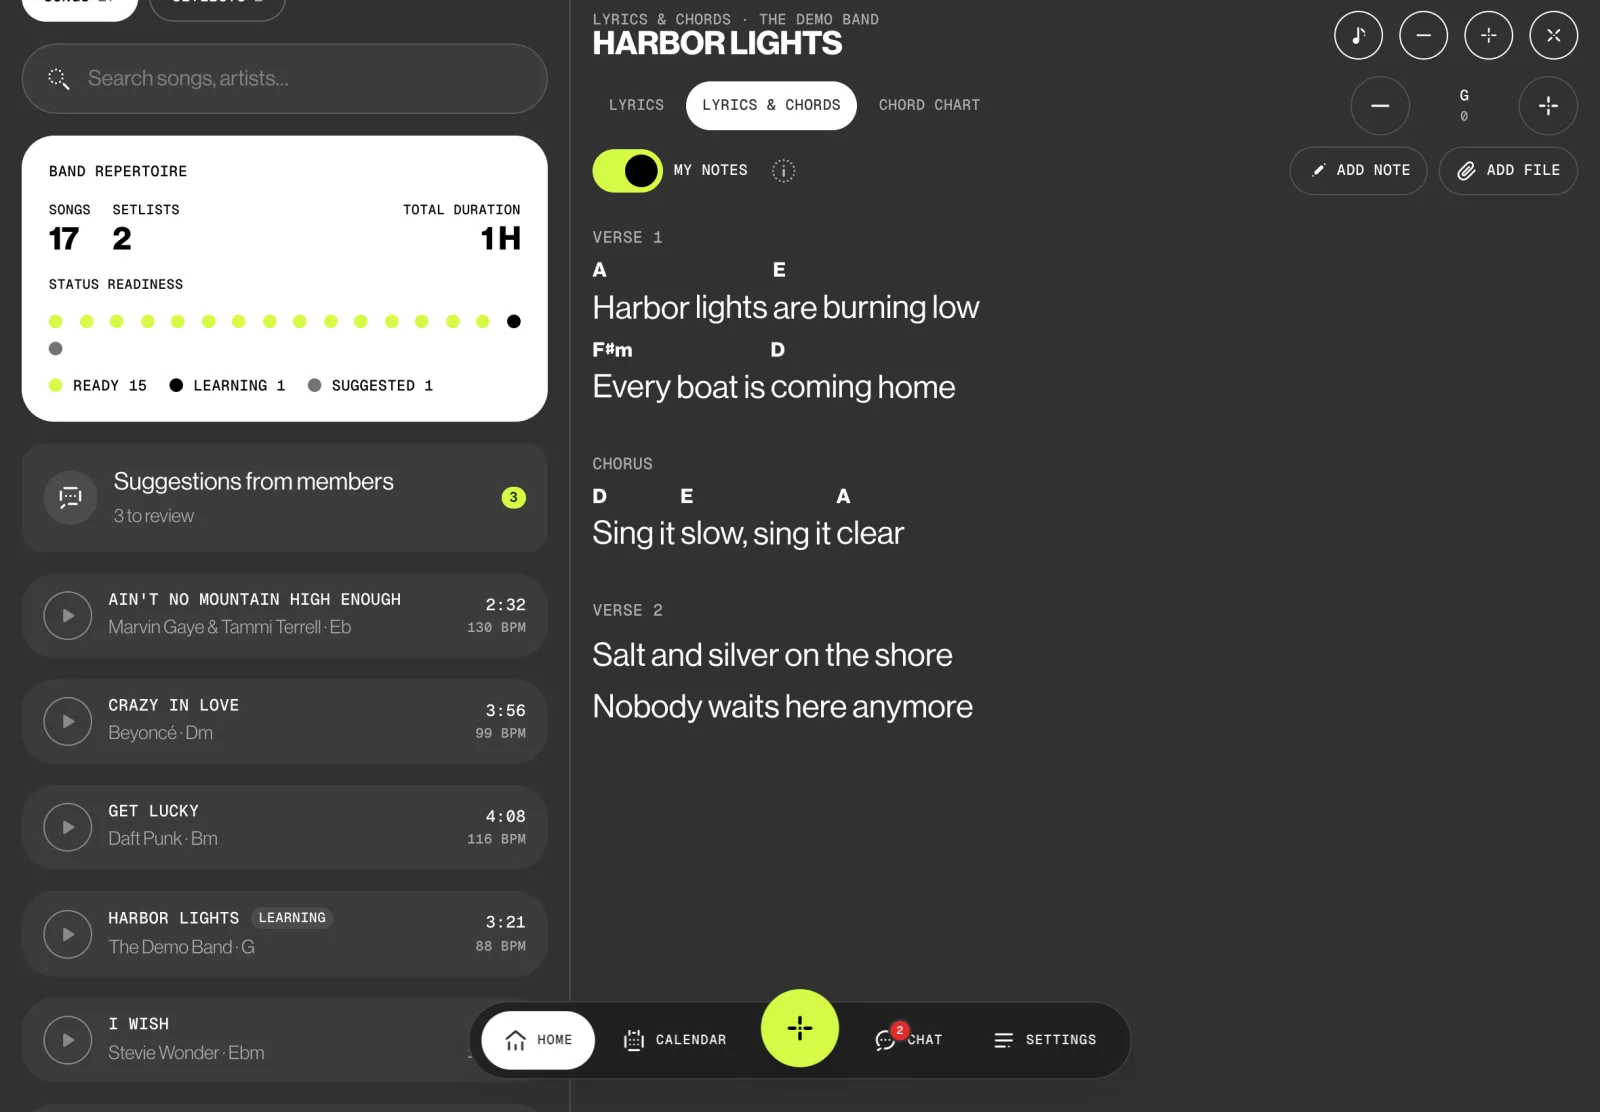 Search songs, artists...
BAND REPERTOIRE
SONGS SETLISTS TOTAL DURATION
17 2 1H
STATUS READINESS
READY 15 LEARNING 1 SUGGESTED 1
Suggestions from members
3 to review
3
AIN'T NO MOUNTAIN HIGH ENOUGH 2:32
Marvin Gaye & Tammi Terrell · Eb 130 BPM
CRAZY IN LOVE 3:56
Beyoncé · Dm 99 BPM
GET LUCKY 4:08
Daft Punk · Bm 116 BPM
HARBOR LIGHTS LEARNING 3:21
The Demo Band · G 88 BPM
I WISH
Stevie Wonder · Ebm
LYRICS & CHORDS · THE DEMO BAND
HARBOR LIGHTS
LYRICS LYRICS & CHORDS CHORD CHART
G
0
MY NOTES ADD NOTE ADD FILE
VERSE 1
A E
Harbor lights are burning low
F#m D
Every boat is coming home
CHORUS
D E A
Sing it slow, sing it clear
VERSE 2
Salt and silver on the shore
Nobody waits here anymore
HOME CALENDAR 2 CHAT SETTINGS